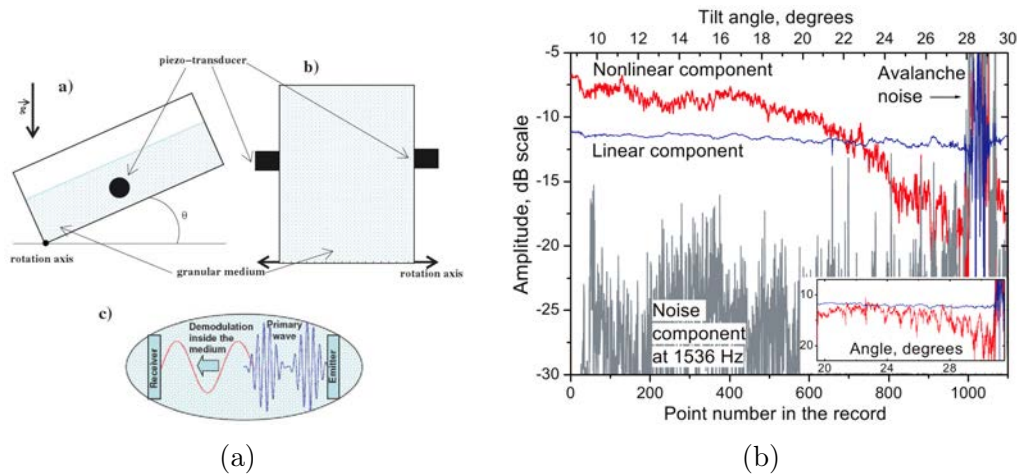 piezo-transducer
a)
b)
g
θ
rotation axis
granular medium
rotation axis
c)
Demodulation
inside the
medium
Primary
wave
Receiver
Emitter
(a)
b)
Tilt angle, degrees
10 12 14 16 18 20 22 24 26 28 30
-5
-10
-15
-20
-25
-30
Amplitude, dB scale
Nonlinear component
Avalanche
noise
Linear component
Noise
component
at 1536 Hz
10
20
Angle, degrees
20 24 28
0 200 400 600 800 1000
Point number in the record
(b)